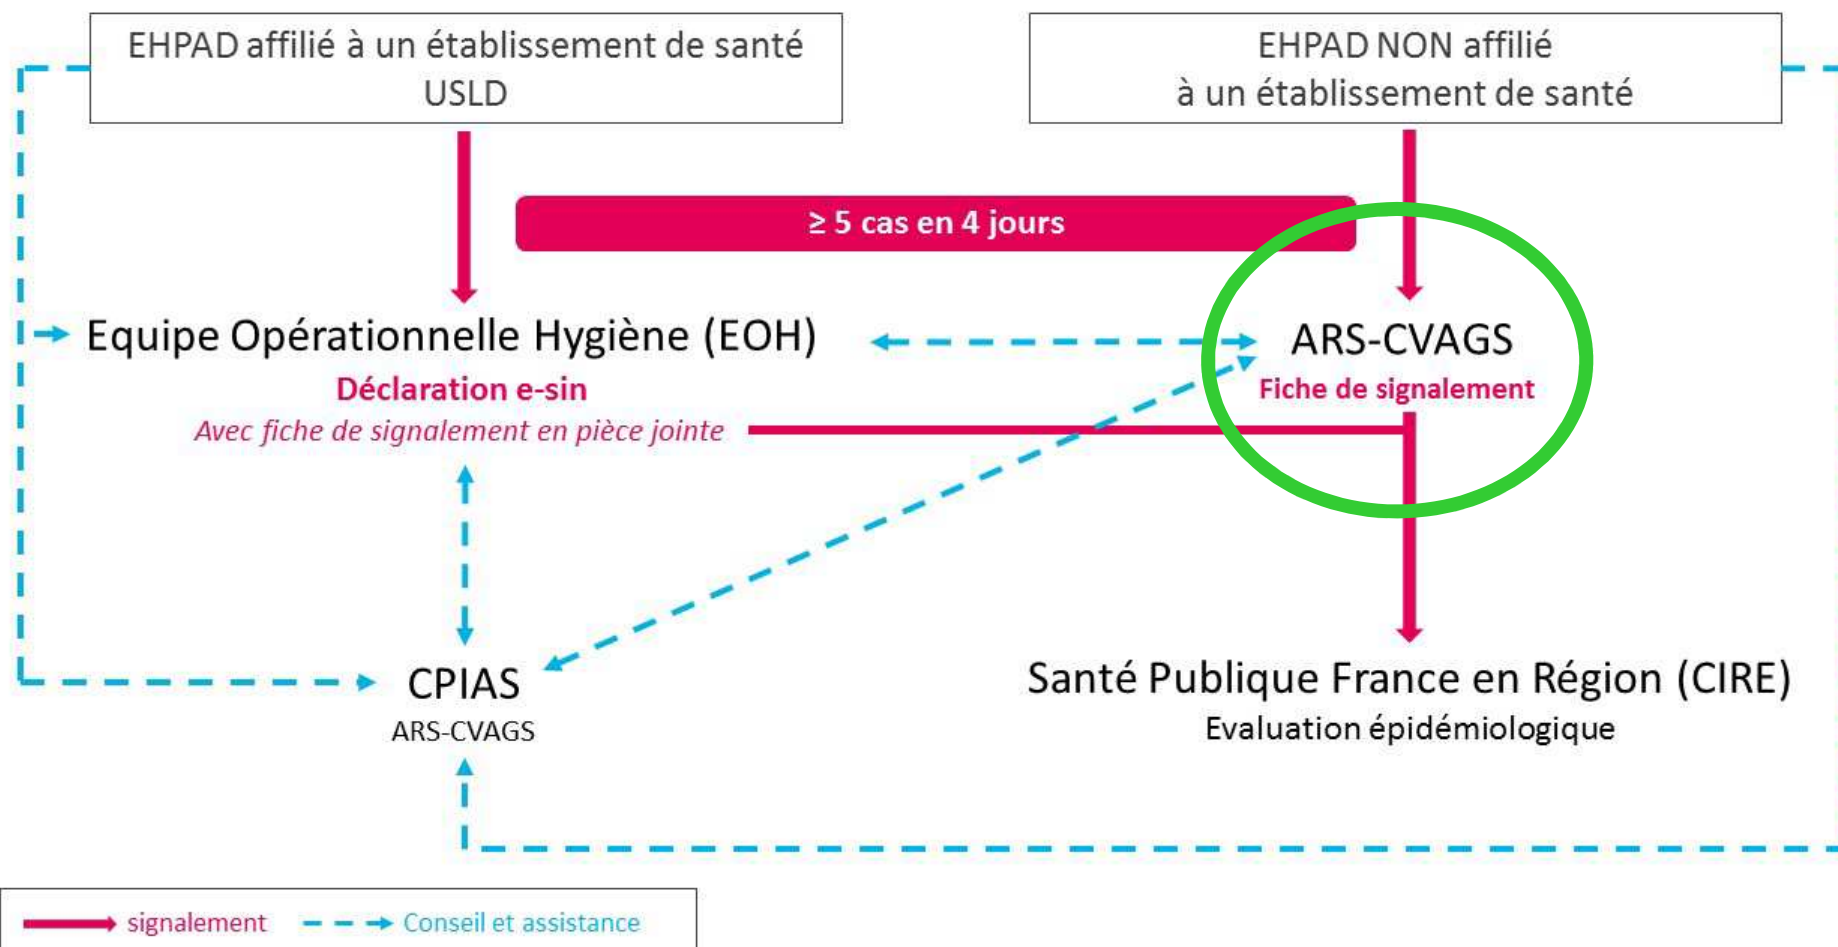 EHPAD affilié à un établissement de santé
USLD
EHPAD NON affilié
à un établissement de santé
≥ 5 cas en 4 jours
Equipe Opérationnelle Hygiène (EOH)
Déclaration e-sin
Avec fiche de signalement en pièce jointe
ARS-CVAGS
Fiche de signalement
CPIAS
ARS-CVAGS
Santé Publique France en Région (CIRE)
Evaluation épidémiologique
signalement
Conseil et assistance